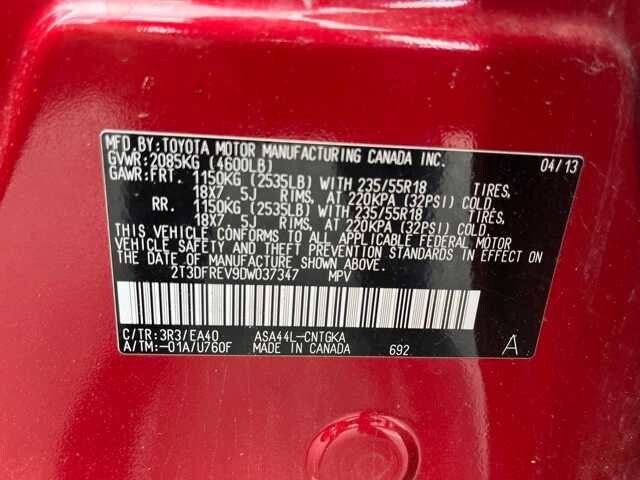 MFD.BY:TOYOTA MOTOR MANUFACTURING CANADA INC. 04/13
GVWR:2085KG (4600LB)
GAWR:FRT. 1150KG (2535LB) WITH 235/55R18 TIRES,
18X7. 5J RIMS, AT 220KPA (32PSI) COLD.
RR. 1150KG (2535LB) WITH 235/55R18 TIRES,
18X7. 5J RIMS, AT 220KPA (32PSI) COLD.
THIS VEHICLE CONFORMS TO ALL APPLICABLE FEDERAL MOTOR
VEHICLE SAFETY AND THEFT PREVENTION STANDARDS IN EFFECT ON
THE DATE OF MANUFACTURE SHOWN ABOVE.
2T3DFREV9DW037347 MPV
C/TR:3R3/EA40 ASA44L-CNTGKA
A/TM:-01A/U760F MADE IN CANADA 692 A